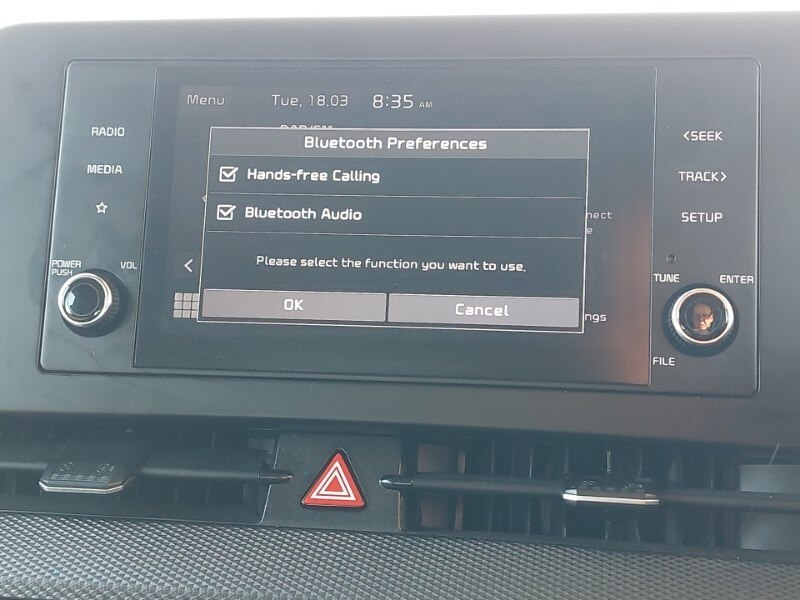 Menu Tue, 18.03 8:35 AM
RADIO
MEDIA
POWER
PUSH
VOL
Bluetooth Preferences
Hands-free Calling
Bluetooth Audio
Please select the function you want to use.
OK Cancel
<SEEK
TRACK>
SETUP
TUNE ENTER
FILE